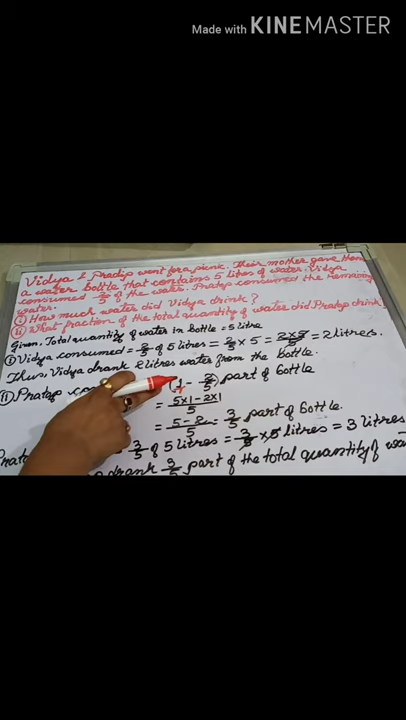 Made with KINEMASTER
Vidya & Pradip went for a picnic. Their mother gave them
a water bottle that contains 5 litres of water. Vidya
consumed 2/5 of the water. Pratap consumed the remaining
(i) How much water did Vidya drink?
(ii) What fraction of the total quantity of water did Pratap drink
Given, Total quantity of water in bottle = 5 litre
(i) Vidya consumed = 2/5 of 5 litres = 2/5 × 5 = 2×5/5 = 2 litres.
Thus. Vidya drank 2 litres water from the bottle.
(ii) Pratap (1/1 - 2/5) part of bottle
= 5×1-2×1/5
= 5-2/5 = 3/5 part of bottle.
= 3/5 of 5 litres = 3/5 × 5 litres = 3 litres
drank 3/5 part of the total quantity of